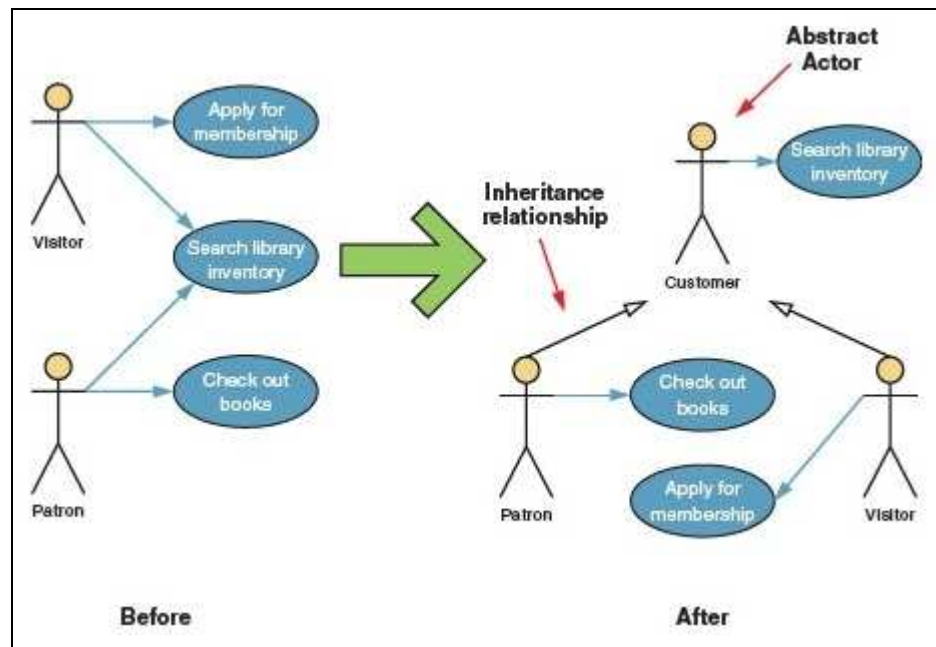 Apply for
membership
Visitor
Search library
inventory
Check out
books
Patron
Before
Abstract
Actor
Search library
inventory
Inheritance
relationship
Customer
Check out
books
Apply for
membership
Patron
Visitor
After